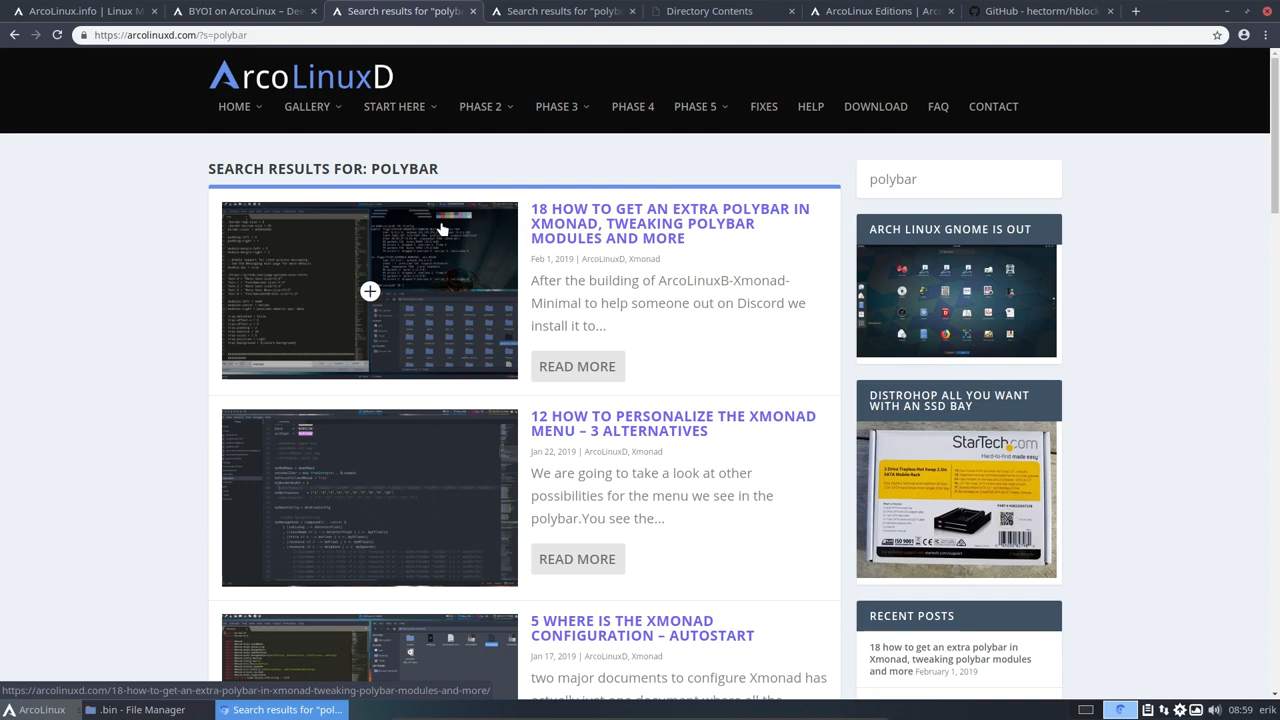 ArcoLinux.info | Linux M
BYOI on ArcoLinux – Dee
Search Results for "polyb
Search Results for "polyb
Directory Contents
ArcoLinux Editions | Arc
GitHub - hectorm/hblock
https://arcolinuxd.com/?s=polybar
ArcoLinuxD
HOME
GALLERY
START HERE
PHASE 2
PHASE 3
PHASE 4
PHASE 5
FIXES
HELP
DOWNLOAD
FAQ
CONTACT
SEARCH RESULTS FOR: POLYBAR
18 HOW TO GET AN EXTRA POLYBAR IN
XMONAD, TWEAKING POLYBAR
MODULES AND MORE
Feb 1, 2019 | ArcoLinuxD, Xmonad
After the building of ArcoLinuxB-Xmonad-
Minimal to help someone out on Discord we
install it to...
READ MORE
12 HOW TO PERSONALIZE THE XMONAD
MENU – 3 ALTERNATIVES
2019 | ArcoLinuxD, Xmonad
We are going to take a look at the
possibilities for the menu we see in the
polybar. You see the...
READ MORE
5 WHERE IS THE XMONAD
CONFIGURATION – AUTOSTART
Jan 17, 2019 | ArcoLinuxD, Xmonad
two major documents to configure Xmonad has
polybar
LINUX HOME IS OUT
DISTROHOP ALL YOU WANT
WITH AN SSD BAY
StarTech.com
Hard-to-find made easy
RECENT POSTS
18 how to get an extra polybar in
Xmonad, tweaking polybar modules
and more February 1, 2019
https://arcolinuxd.com/18-how-to-get-an-extra-polybar-in-xmonad-tweaking-polybar-modules-and-more/
ArcoLinux
.bin - File Manager
Search results for "pol...
08:59
erik